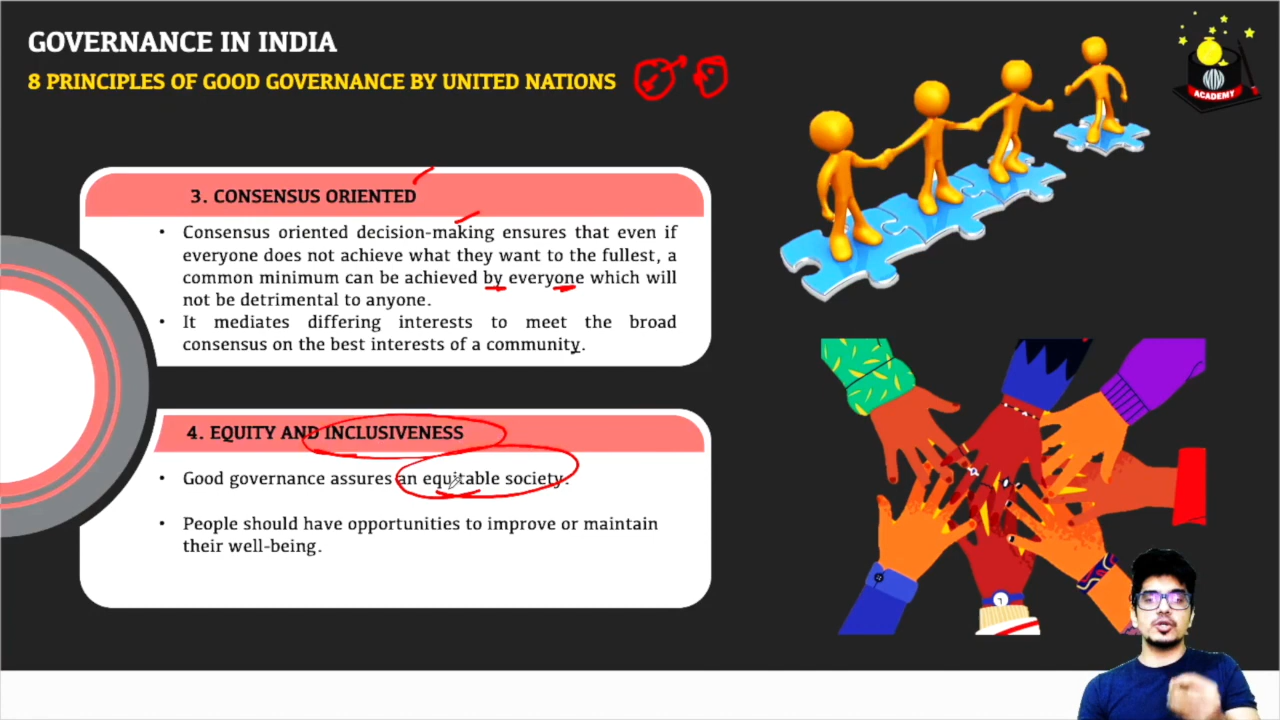 GOVERNANCE IN INDIA
8 PRINCIPLES OF GOOD GOVERNANCE BY UNITED NATIONS
ACADEMY
3. CONSENSUS ORIENTED
• Consensus oriented decision-making ensures that even if
everyone does not achieve what they want to the fullest, a
common minimum can be achieved by everyone which will
not be detrimental to anyone.
• It mediates differing interests to meet the broad
consensus on the best interests of a community.
4. EQUITY AND INCLUSIVENESS
• Good governance assures an equitable society.
• People should have opportunities to improve or maintain
their well-being.